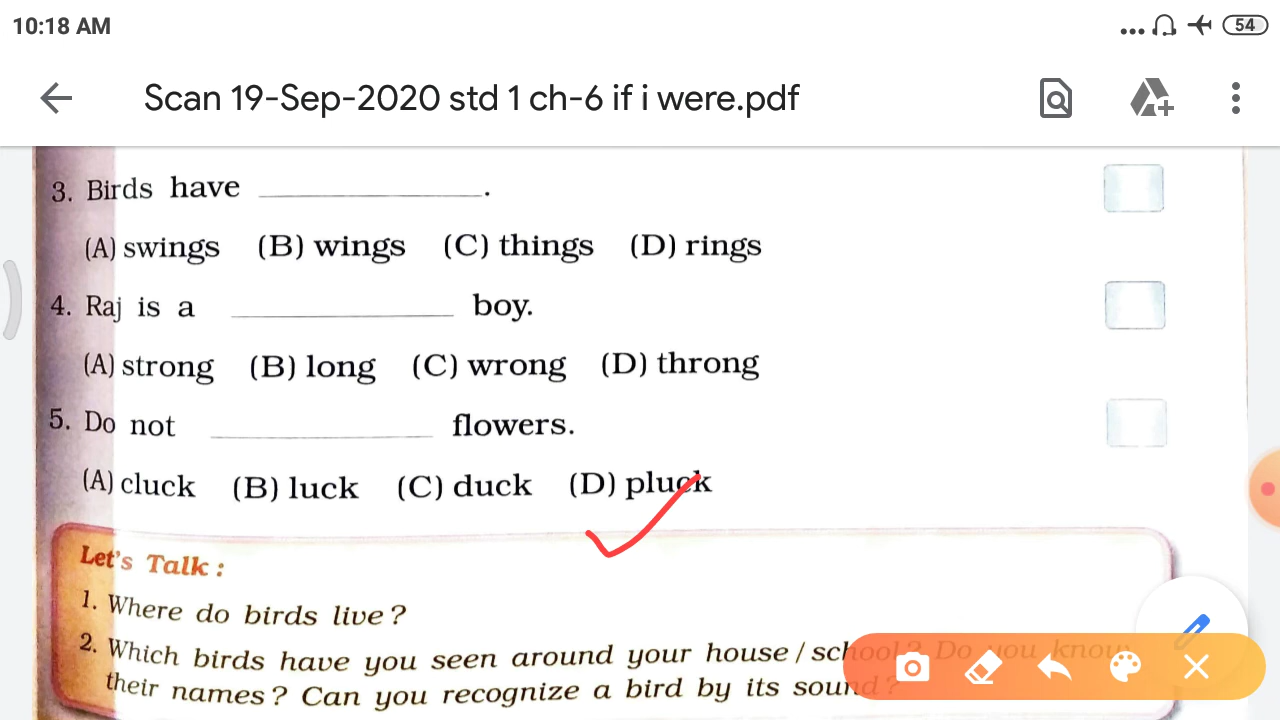 10:18 AM
54
Scan 19-Sep-2020 std 1 ch-6 if i were.pdf
3. Birds have ____________.
(A) swings (B) wings (C) things (D) rings
4. Raj is a ____________ boy.
(A) strong (B) long (C) wrong (D) throng
5. Do not ____________ flowers.
(A) cluck (B) luck (C) duck (D) pluck
Let's Talk :
1. Where do birds live ?
2. Which birds have you seen around your house / school ? Do you know
their names ? Can you recognize a bird by its sound ?